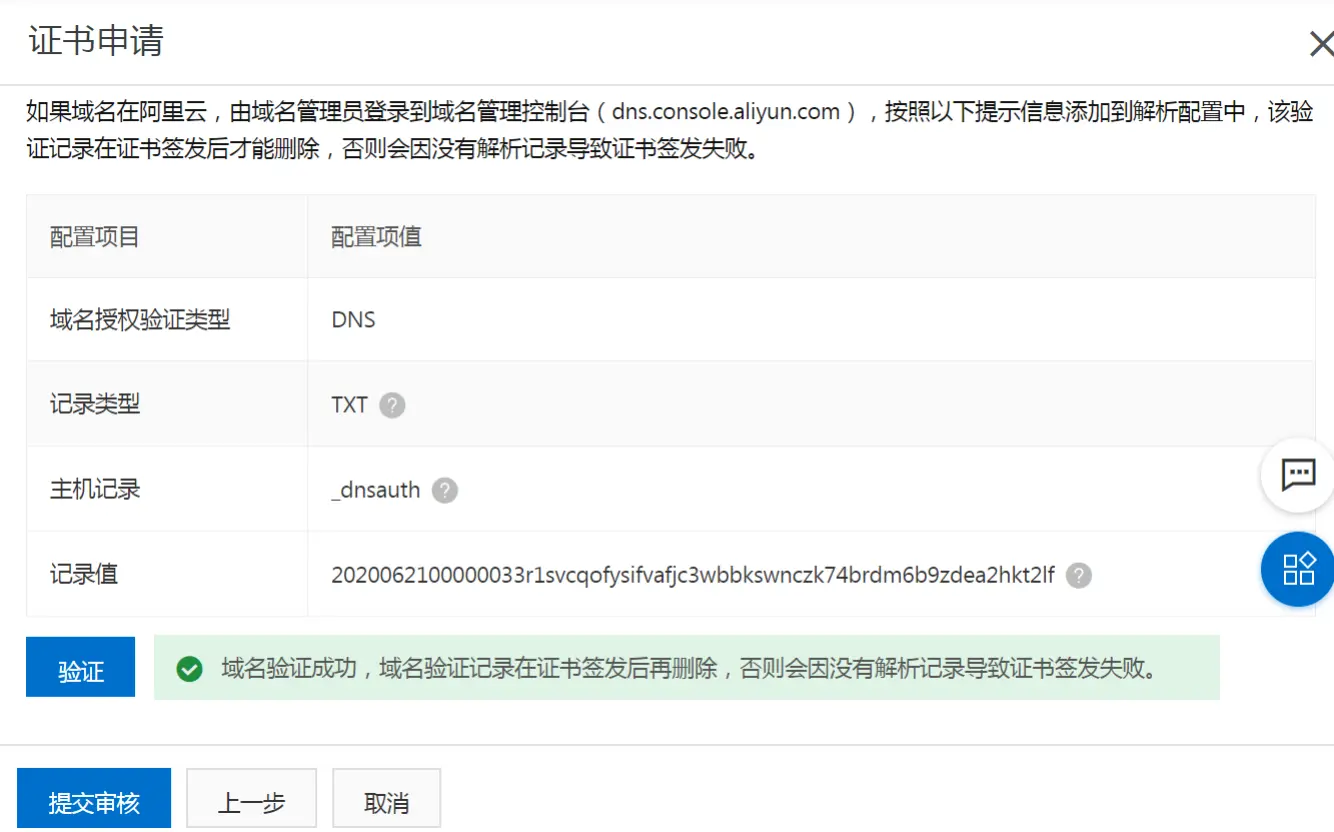 证书申请
如果域名在阿里云，由域名管理员登录到域名管理控制台（dns.console.aliyun.com），按照以下提示信息添加到解析配置中，该验
证记录在证书签发后才能删除，否则会因没有解析记录导致证书签发失败。
配置项目 配置项值
域名授权验证类型 DNS
记录类型 TXT ?
主机记录 _dnsauth ?
记录值 2020062100000033r1svcqofysifvafjc3wbbkswnczk74brdm6b9zdea2hkt2lf ?
验证 域名验证成功，域名验证记录在证书签发后再删除，否则会因没有解析记录导致证书签发失败。
提交审核 上一步 取消